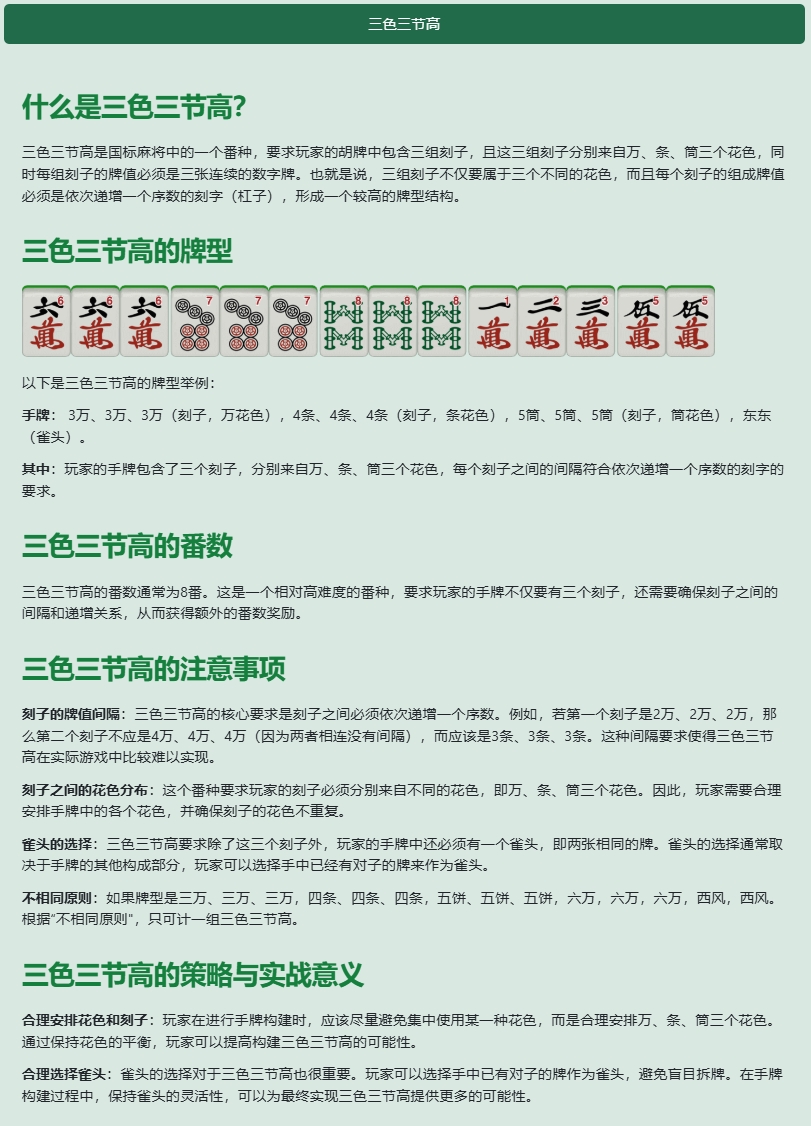 三色三节高
什么是三色三节高?
三色三节高是国标麻将中的一个番种，要求玩家的胡牌中包含三组刻子，且这三组刻子分别来自万、条、筒三个花色，同
时每组刻子的牌值必须是三张连续的数字牌。也就是说，三组刻子不仅要属于三个不同的花色，而且每个刻子的组成牌值
必须是依次递增一个序数的刻字（杠子），形成一个较高的牌型结构。
三色三节高的牌型
六萬 6 六萬 6 六萬 6 7 7 7 8 8 8 一萬 1 二萬 2 三萬 3 伍萬 5 伍萬 5
以下是三色三节高的牌型举例：
手牌： 3万、3万、3万（刻子，万花色），4条、4条、4条（刻子，条花色），5筒、5筒、5筒（刻子，筒花色），东东
（雀头）。
其中：玩家的手牌包含了三个刻子，分别来自万、条、筒三个花色，每个刻子之间的间隔符合依次递增一个序数的刻字的
要求。
三色三节高的番数
三色三节高的番数通常为8番。这是一个相对高难度的番种，要求玩家的手牌不仅要有三个刻子，还需要确保刻子之间的
间隔和递增关系，从而获得额外的番数奖励。
三色三节高的注意事项
刻子的牌值间隔：三色三节高的核心要求是刻子之间必须依次递增一个序数。例如，若第一个刻子是2万、2万、2万，那
么第二个刻子不应是4万、4万、4万（因为两者相连没有间隔），而应该是3条、3条、3条。这种间隔要求使得三色三节
高在实际游戏中比较难以实现。
刻子之间的花色分布：这个番种要求玩家的刻子必须分别来自不同的花色，即万、条、筒三个花色。因此，玩家需要合理
安排手牌中的各个花色，并确保刻子的花色不重复。
雀头的选择：三色三节高要求除了这三个刻子外，玩家的手牌中还必须有一个雀头，即两张相同的牌。雀头的选择通常取
决于手牌的其他构成部分，玩家可以选择手中已经有对子的牌来作为雀头。
不相同原则：如果牌型是三万、三万、三万，四条、四条、四条，五饼、五饼、五饼，六万，六万，六万，西风，西风。
根据"不相同原则"，只可计一组三色三节高。
三色三节高的策略与实战意义
合理安排花色和刻子：玩家在进行手牌构建时，应该尽量避免集中使用某一种花色，而是合理安排万、条、筒三个花色。
通过保持花色的平衡，玩家可以提高构建三色三节高的可能性。
合理选择雀头：雀头的选择对于三色三节高也很重要。玩家可以选择手中已有对子的牌作为雀头，避免盲目拆牌。在手牌
构建过程中，保持雀头的灵活性，可以为最终实现三色三节高提供更多的可能性。